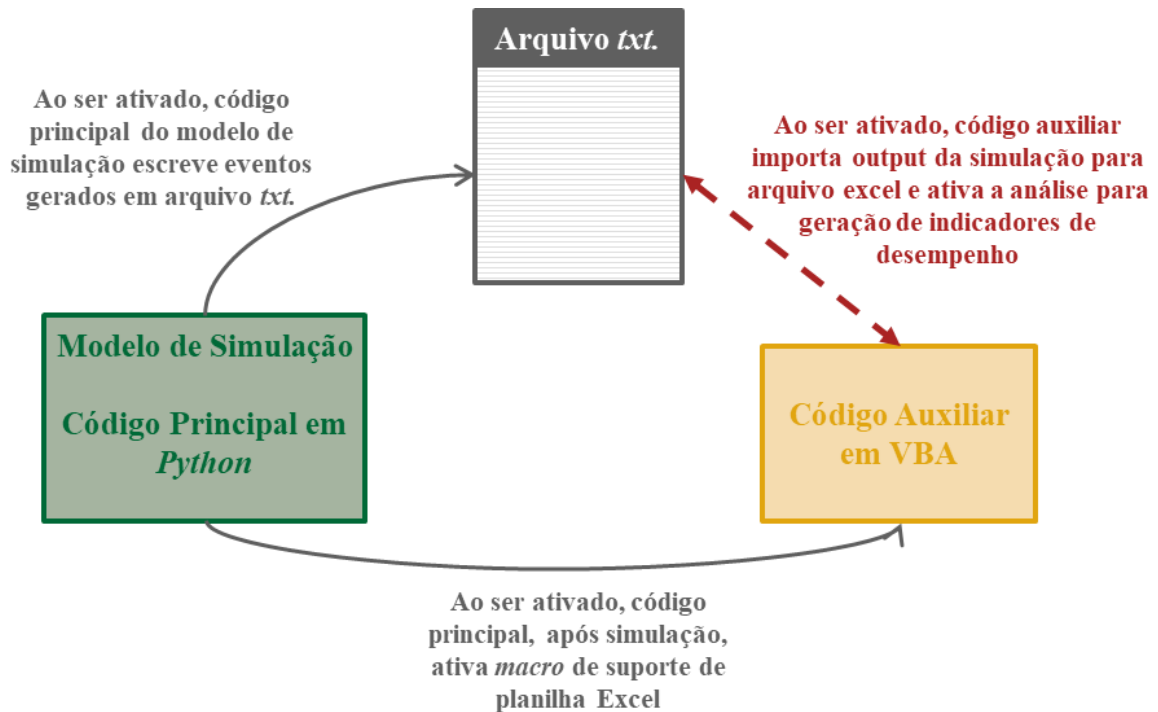 Arquivo txt.
Ao ser ativado, código
principal do modelo de
simulação escreve eventos
gerados em arquivo txt.
Ao ser ativado, código auxiliar
importa output da simulação para
arquivo excel e ativa a análise para
geração de indicadores de
desempenho
Modelo de Simulação
Código Principal em
Python
Código Auxiliar
em VBA
Ao ser ativado, código
principal, após simulação,
ativa macro de suporte de
planilha Excel